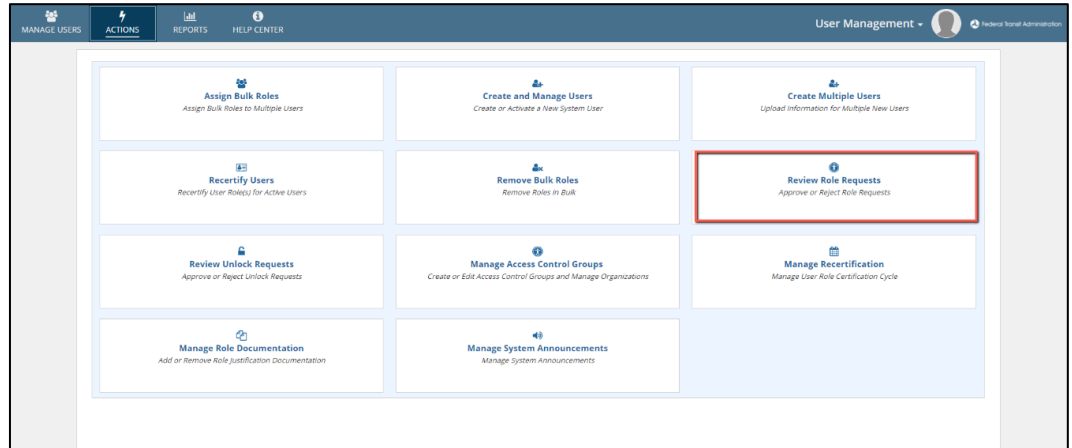 MANAGE USERS
ACTIONS
REPORTS
HELP CENTER
User Management
Federal Transit Administration
Assign Bulk Roles
Assign Bulk Roles to Multiple Users
Create and Manage Users
Create or Activate a New System User
Create Multiple Users
Upload Information for Multiple New Users
Recertify Users
Recertify User Role(s) for Active Users
Remove Bulk Roles
Remove Roles in Bulk
Review Role Requests
Approve or Reject Role Requests
Review Unlock Requests
Approve or Reject Unlock Requests
Manage Access Control Groups
Create or Edit Access Control Groups and Manage Organizations
Manage Recertification
Manage User Role Certification Cycle
Manage Role Documentation
Add or Remove Role Justification Documentation
Manage System Announcements
Manage System Announcements